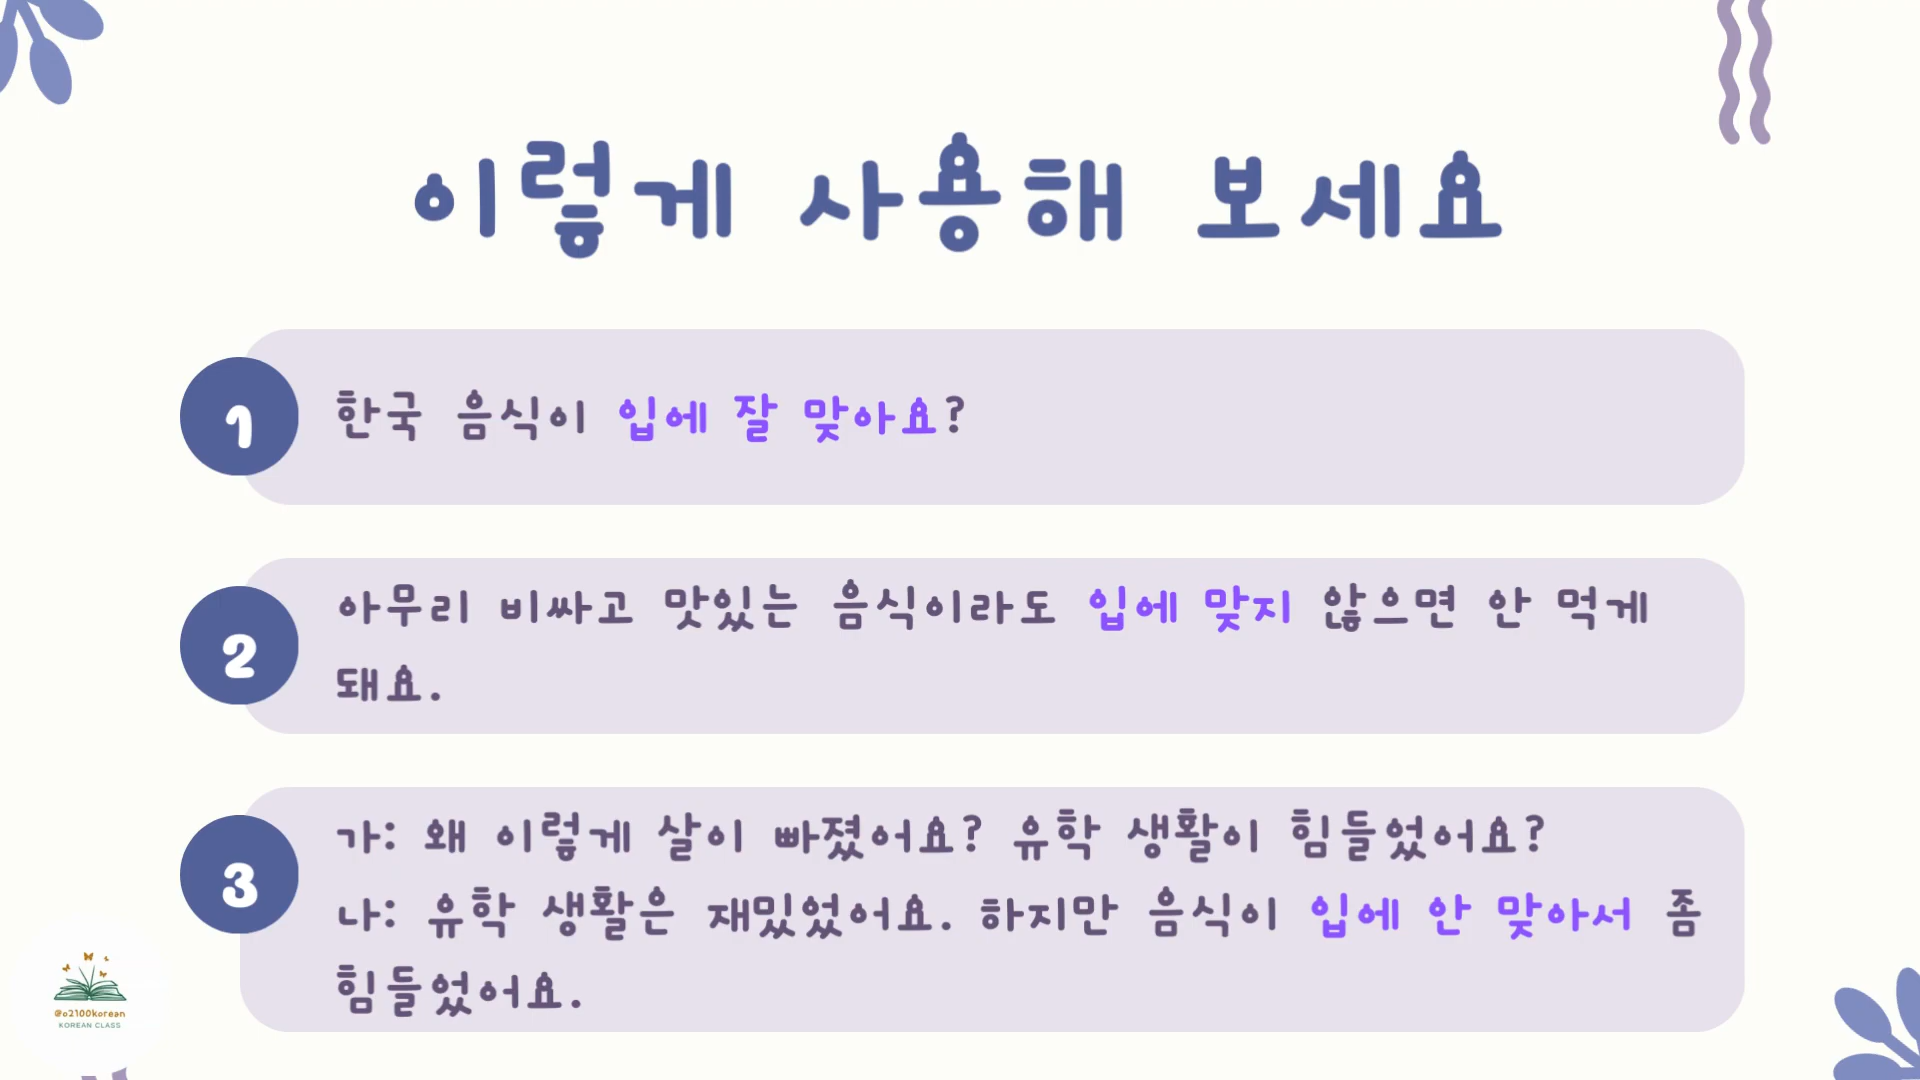 이렇게 사용해 보세요
1
한국 음식이 입에 잘 맞아요?
2
아무리 비싸고 맛있는 음식이라도 입에 맞지 않으면 안 먹게
돼요.
3
가: 왜 이렇게 살이 빠졌어요? 유학 생활이 힘들었어요?
나: 유학 생활은 재밌었어요. 하지만 음식이 입에 안 맞아서 좀
힘들었어요.
@o2100korean
KOREAN CLASS